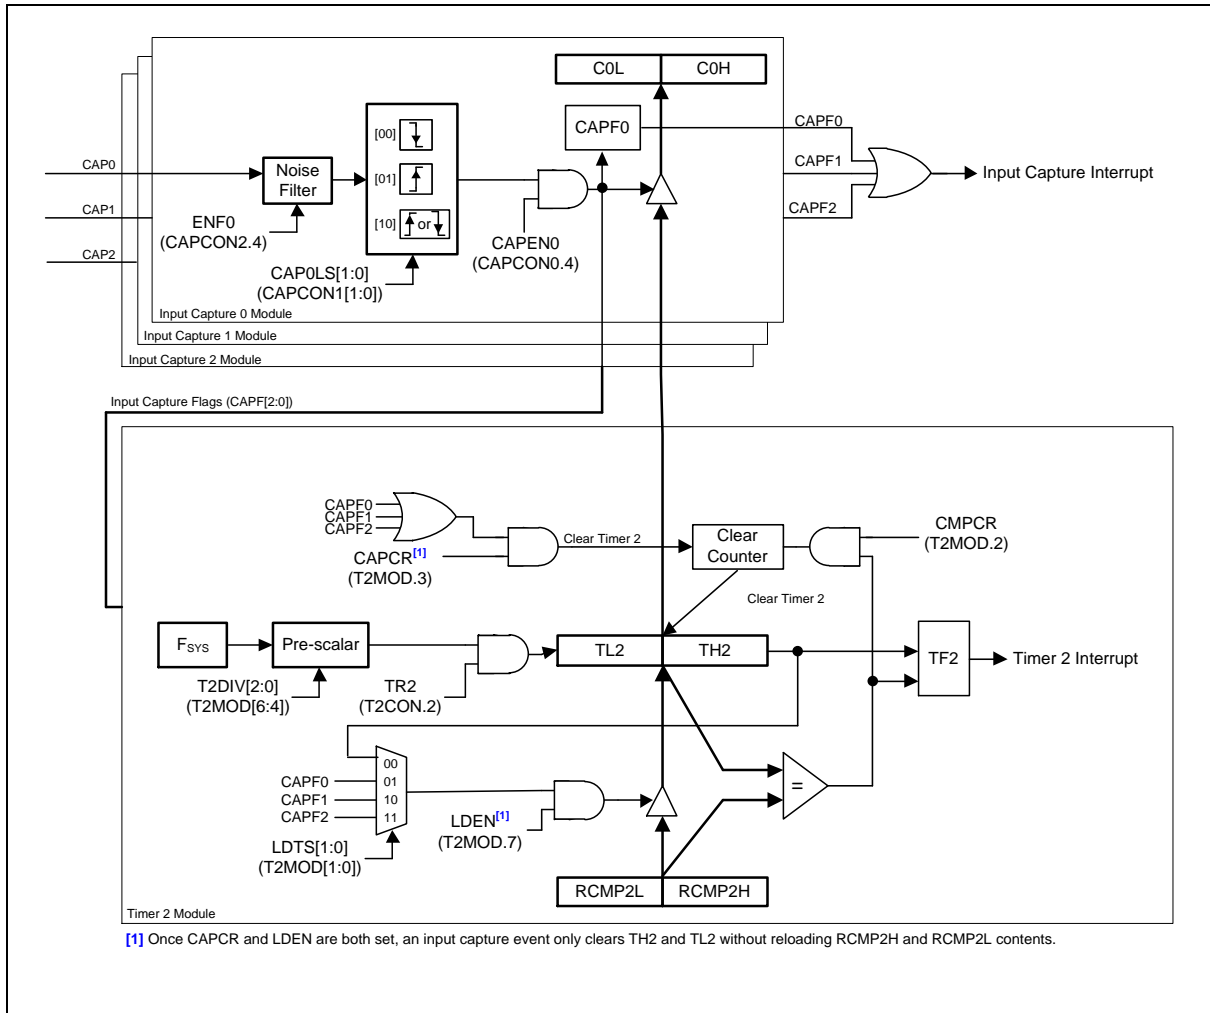 C0L C0H
CAPF0
CAPF0
CAP0
Noise
Filter
[00]
[01]
[10] or
CAPF1
Input Capture Interrupt
CAP1
CAPF2
ENF0
(CAPCON2.4)
CAPEN0
(CAPCON0.4)
CAP2
CAP0LS[1:0]
(CAPCON1[1:0])
Input Capture 0 Module
Input Capture 1 Module
Input Capture 2 Module
Input Capture Flags (CAPF[2:0])
CAPF0
CAPF1
CAPF2
CAPCR[1]
(T2MOD.3)
Clear Timer 2
Clear
Counter
CMPCR
(T2MOD.2)
Clear Timer 2
FSYS
Pre-scalar
TL2 TH2
TF2
Timer 2 Interrupt
T2DIV[2:0]
(T2MOD[6:4])
TR2
(T2CON.2)
00
CAPF0 01
CAPF1 10
CAPF2 11
=
LDEN[1]
(T2MOD.7)
LDTS[1:0]
(T2MOD[1:0])
RCMP2L RCMP2H
Timer 2 Module
[1] Once CAPCR and LDEN are both set, an input capture event only clears TH2 and TL2 without reloading RCMP2H and RCMP2L contents.